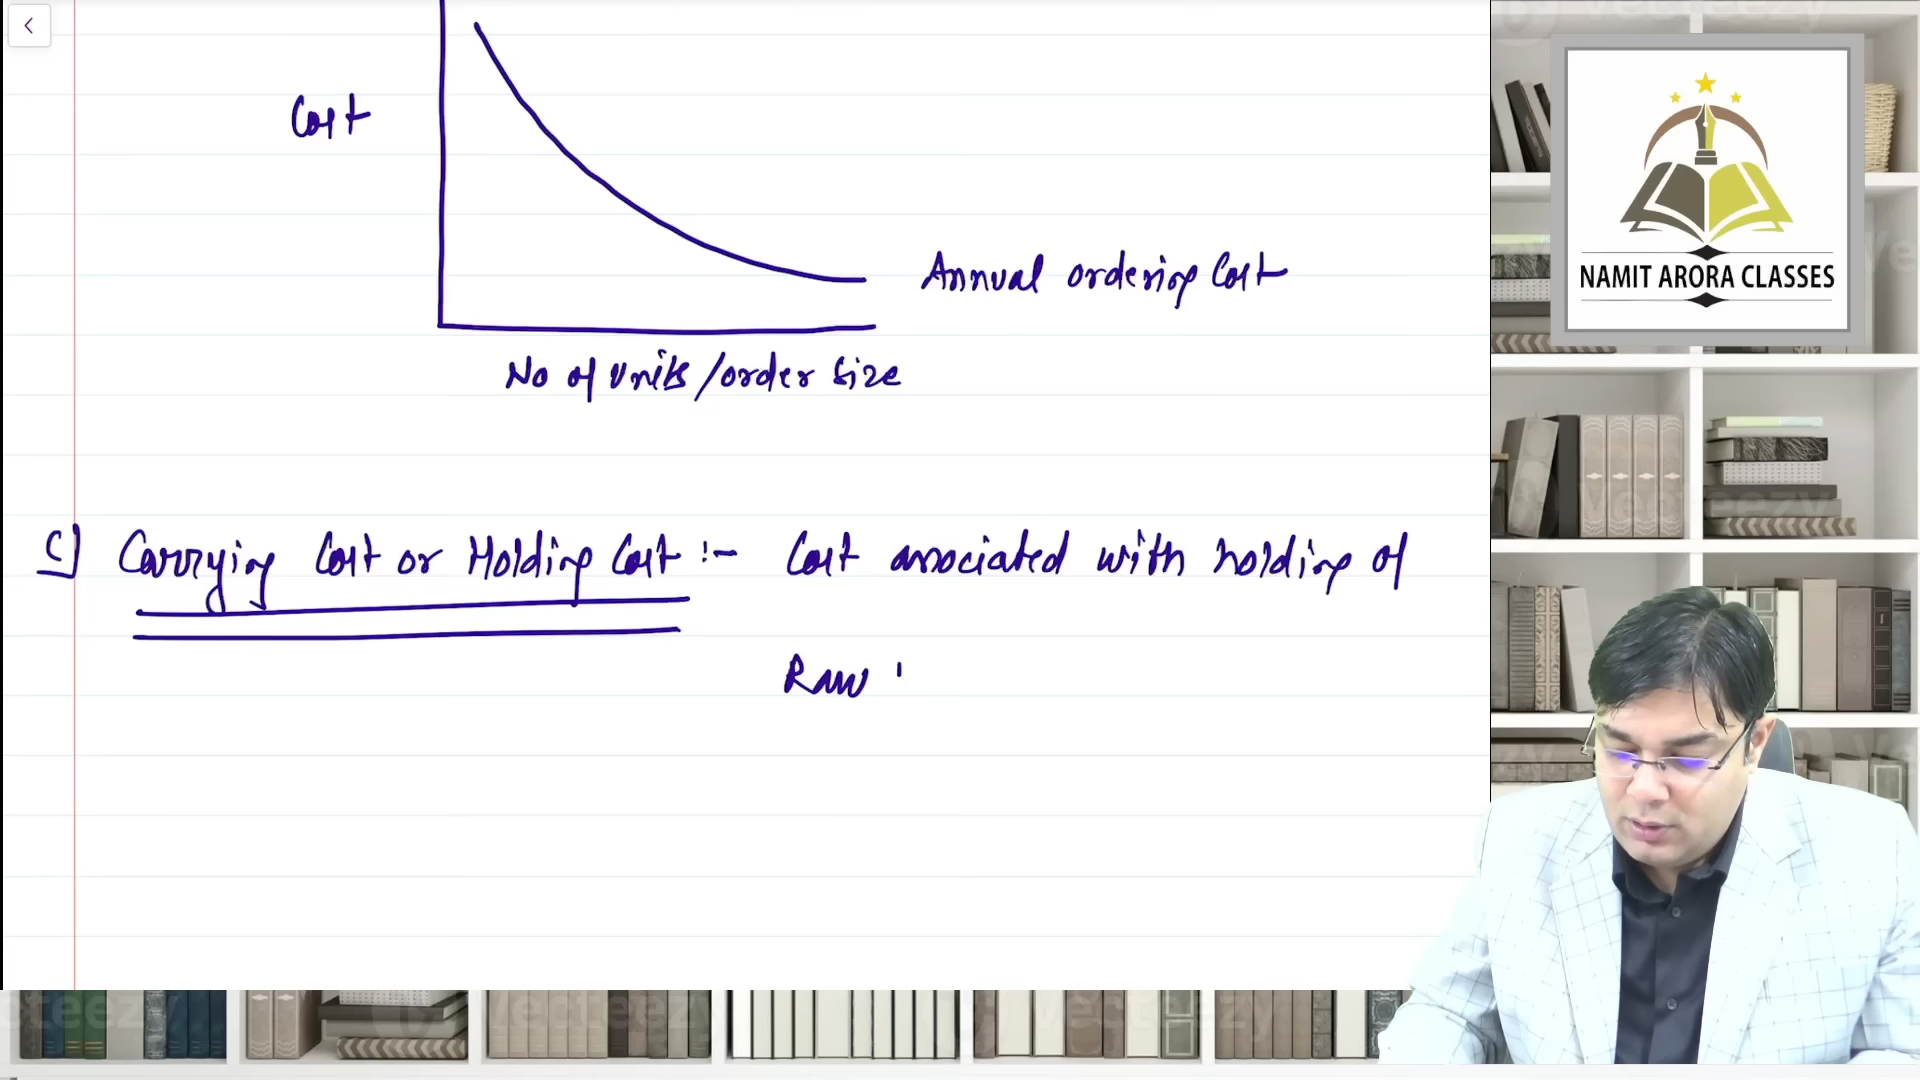 Cost
Annual ordering Cost
No of units/order size
C] Carrying Cost or Holding Cost :- Cost associated with holding of
Raw
NAMIT ARORA CLASSES
vecteezy